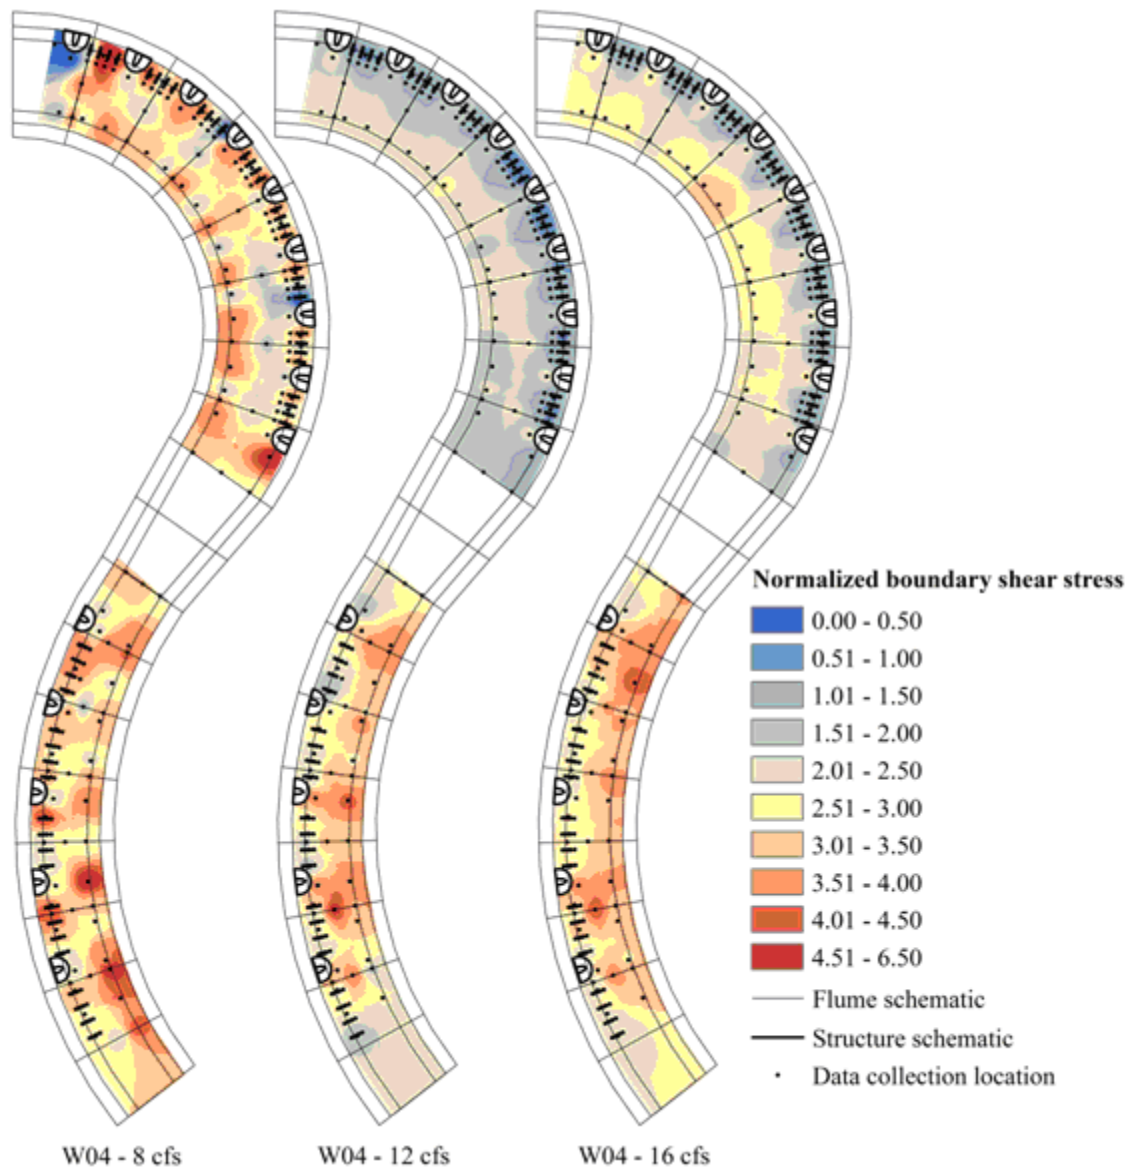 Normalized boundary shear stress
0.00 - 0.50
0.51 - 1.00
1.01 - 1.50
1.51 - 2.00
2.01 - 2.50
2.51 - 3.00
3.01 - 3.50
3.51 - 4.00
4.01 - 4.50
4.51 - 6.50
Flume schematic
Structure schematic
Data collection location
W04 - 8 cfs
W04 - 12 cfs
W04 - 16 cfs